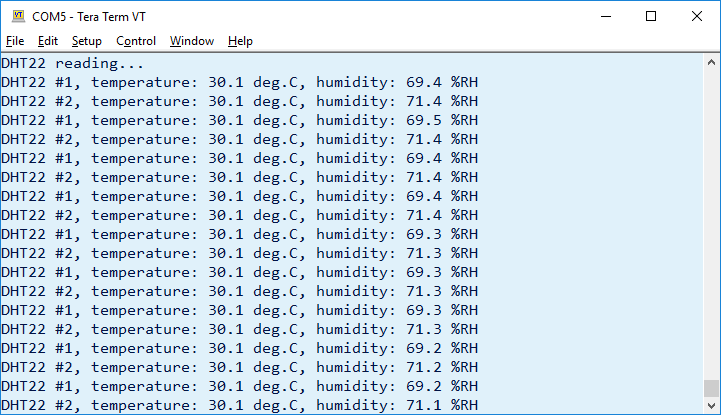 VT COM5 - Tera Term VT
File Edit Setup Control Window Help
DHT22 reading...
DHT22 #1, temperature: 30.1 deg.C, humidity: 69.4 %RH
DHT22 #2, temperature: 30.1 deg.C, humidity: 71.4 %RH
DHT22 #1, temperature: 30.1 deg.C, humidity: 69.5 %RH
DHT22 #2, temperature: 30.1 deg.C, humidity: 71.4 %RH
DHT22 #1, temperature: 30.1 deg.C, humidity: 69.4 %RH
DHT22 #2, temperature: 30.1 deg.C, humidity: 71.4 %RH
DHT22 #1, temperature: 30.1 deg.C, humidity: 69.4 %RH
DHT22 #2, temperature: 30.1 deg.C, humidity: 71.4 %RH
DHT22 #1, temperature: 30.1 deg.C, humidity: 69.3 %RH
DHT22 #2, temperature: 30.1 deg.C, humidity: 71.3 %RH
DHT22 #1, temperature: 30.1 deg.C, humidity: 69.3 %RH
DHT22 #2, temperature: 30.1 deg.C, humidity: 71.3 %RH
DHT22 #1, temperature: 30.1 deg.C, humidity: 69.3 %RH
DHT22 #2, temperature: 30.1 deg.C, humidity: 71.3 %RH
DHT22 #1, temperature: 30.1 deg.C, humidity: 69.2 %RH
DHT22 #2, temperature: 30.1 deg.C, humidity: 71.2 %RH
DHT22 #1, temperature: 30.1 deg.C, humidity: 69.2 %RH
DHT22 #2, temperature: 30.1 deg.C, humidity: 71.1 %RH